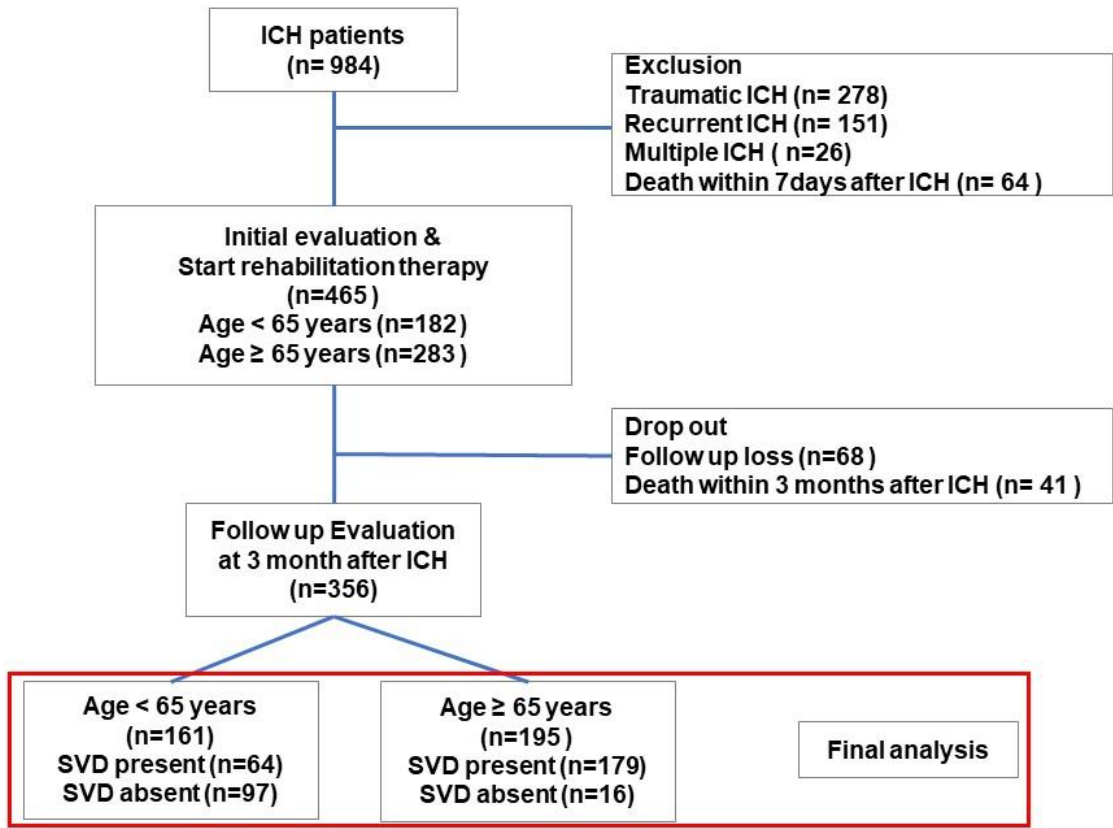 ICH patients
(n= 984)
Exclusion
Traumatic ICH (n= 278)
Recurrent ICH (n= 151)
Multiple ICH ( n=26)
Death within 7days after ICH (n= 64 )
Initial evaluation &
Start rehabilitation therapy
(n=465 )
Age < 65 years (n=182 )
Age ≥ 65 years (n=283 )
Drop out
Follow up loss (n=68 )
Death within 3 months after ICH (n= 41 )
Follow up Evaluation
at 3 month after ICH
(n=356)
Age < 65 years
(n=161)
SVD present (n=64)
SVD absent (n=97)
Age ≥ 65 years
(n=195 )
SVD present (n=179)
SVD absent (n=16)
Final analysis